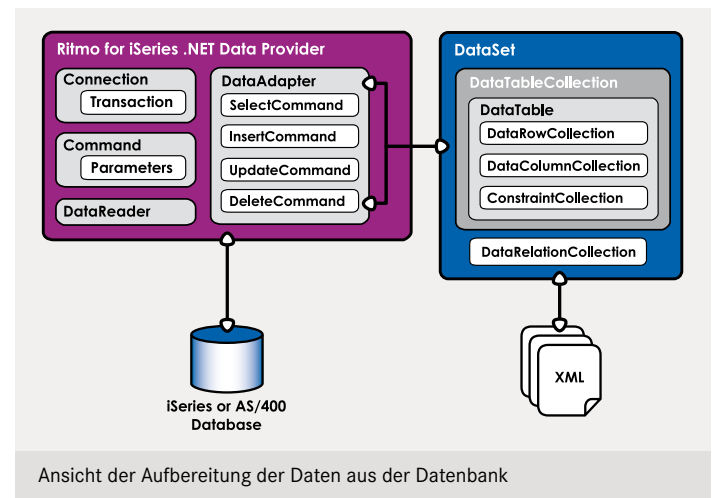 Ritmo for iSeries .NET Data Provider
Connection
Transaction
Command
Parameters
DataReader
DataAdapter
SelectCommand
InsertCommand
UpdateCommand
DeleteCommand
DataSet
DataTableCollection
DataTable
DataRowCollection
DataColumnCollection
ConstraintCollection
DataRelationCollection
iSeries or AS/400
Database
XML
Ansicht der Aufbereitung der Daten aus der Datenbank